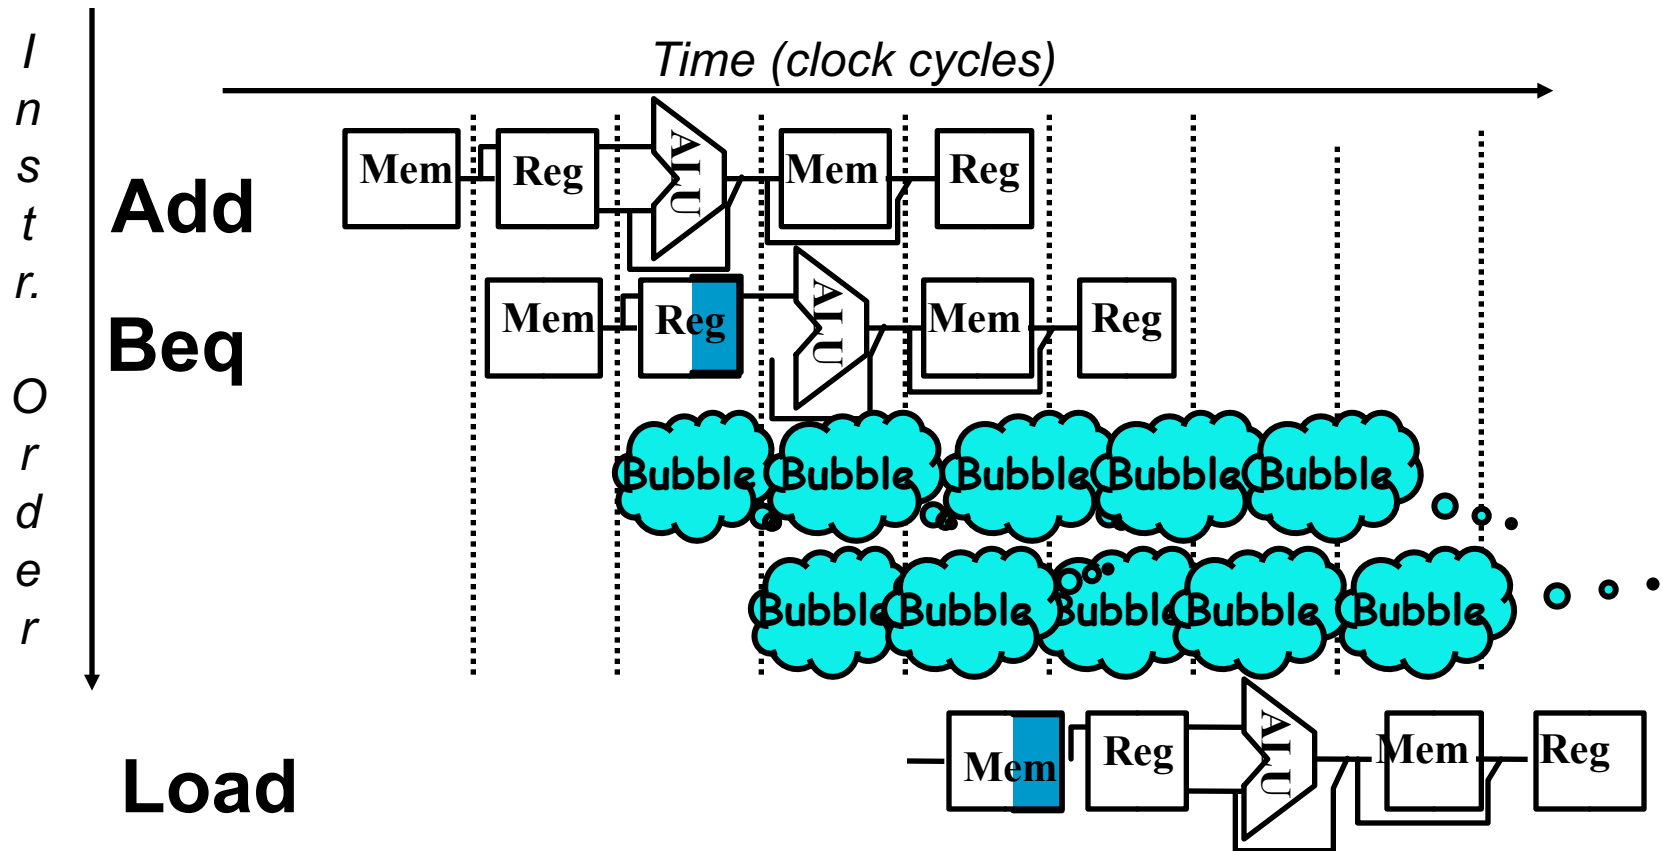 Instr. Order
Time (clock cycles)
Add
Mem Reg ALU Mem Reg
Beq
Mem Reg ALU Mem Reg
Bubble Bubble Bubble Bubble Bubble
Bubble Bubble Bubble Bubble Bubble
Load
Mem Reg ALU Mem Reg